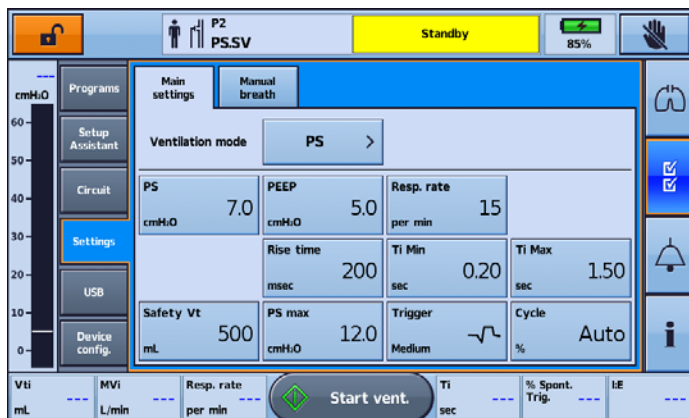 P2
PS.SV
Standby
85%
---
cmH₂O
60
50
40
30
20
10
0
Programs
Setup
Assistant
Circuit
Settings
USB
Device
config.
Main
settings
Manual
breath
Ventilation mode
PS >
PS
7.0
cmH₂O
PEEP
5.0
cmH₂O
Resp. rate
15
per min
Rise time
200
msec
Ti Min
0.20
sec
Ti Max
1.50
sec
Safety Vt
500
mL
PS max
12.0
cmH₂O
Trigger
Medium
Cycle
Auto
%
Vti
---
mL
MVi
---
L/min
Resp. rate
---
per min
Start vent.
Ti
---
sec
% Spont.
Trig. ---
I:E
---